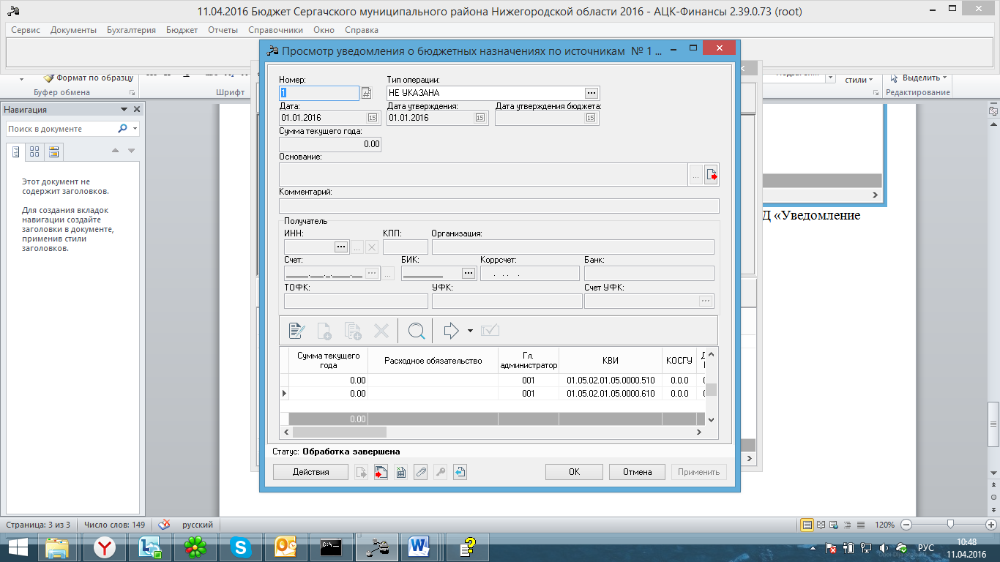 11.04.2016 Бюджет Сергачского муниципального района Нижегородской области 2016 - АЦК-Финансы 2.39.0.73 (root)
Сервис Документы Бухгалтерия Бюджет Отчеты Справочники Окно Справка
Формат по образцу
Буфер обмена
Шрифт
стили
Выделить
Редактирование
Навигация
Поиск в документе
Этот документ не
содержит заголовков.
Для создания вкладок
навигации создайте
заголовки в документе,
применив стили
заголовков.
Просмотр уведомления о бюджетных назначениях по источникам № 1 ...
Номер: Тип операции:
1 НЕ УКАЗАНА
Дата: Дата утверждения: Дата утверждения бюджета:
01.01.2016 15 01.01.2016 15 15
Сумма текущего года:
0.00
Основание:
Комментарий:
Получатель
ИНН: КПП: Организация:
Счет: БИК: Коррсчет: Банк:
ТОФК: УФК: Счет УФК:
Сумма текущего
года
Расходное обязательство
Гл.
администратор
КВИ
КОСГУ
0.00 001 01.05.02.01.05.0000.510 0.0.0
0.00 001 01.05.02.01.05.0000.610 0.0.0
0.00
Статус: Обработка завершена
Действия OK Отмена Применить
Д «Уведомление
Страница: 3 из 3 Число слов: 149 русский 120%
РУС
10:48
11.04.2016